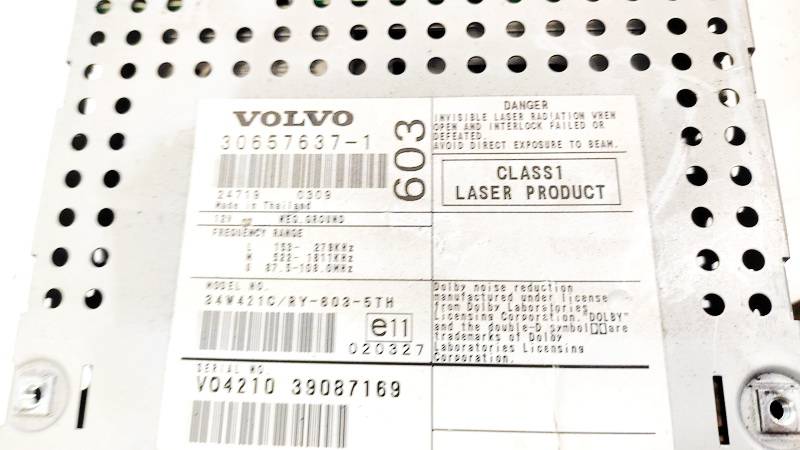 VOLVO
30657637-1
603
24719 0309
Made in Thailand
12V NEG.GROUND
FREQUENCY RANGE
L 153- 279KHz
M 522- 1611KHz
87.5-108.0MHz
MODEL NO.
34W421C/RY-603-5TH
e11
020327
SERIAL NO.
VO4210 39087169
DANGER
INVISIBLE LASER RADIATION WHEN
OPEN AND INTERLOCK FAILED OR
DEFEATED.
AVOID DIRECT EXPOSURE TO BEAM.
CLASS1
LASER PRODUCT
Dolby noise reduction
manufactured under license
from Dolby Laboratories
Licensing Corporation."DOLBY"
and the double-D symbol are
trademarks of Dolby
Laboratories Licensing
Corporation.